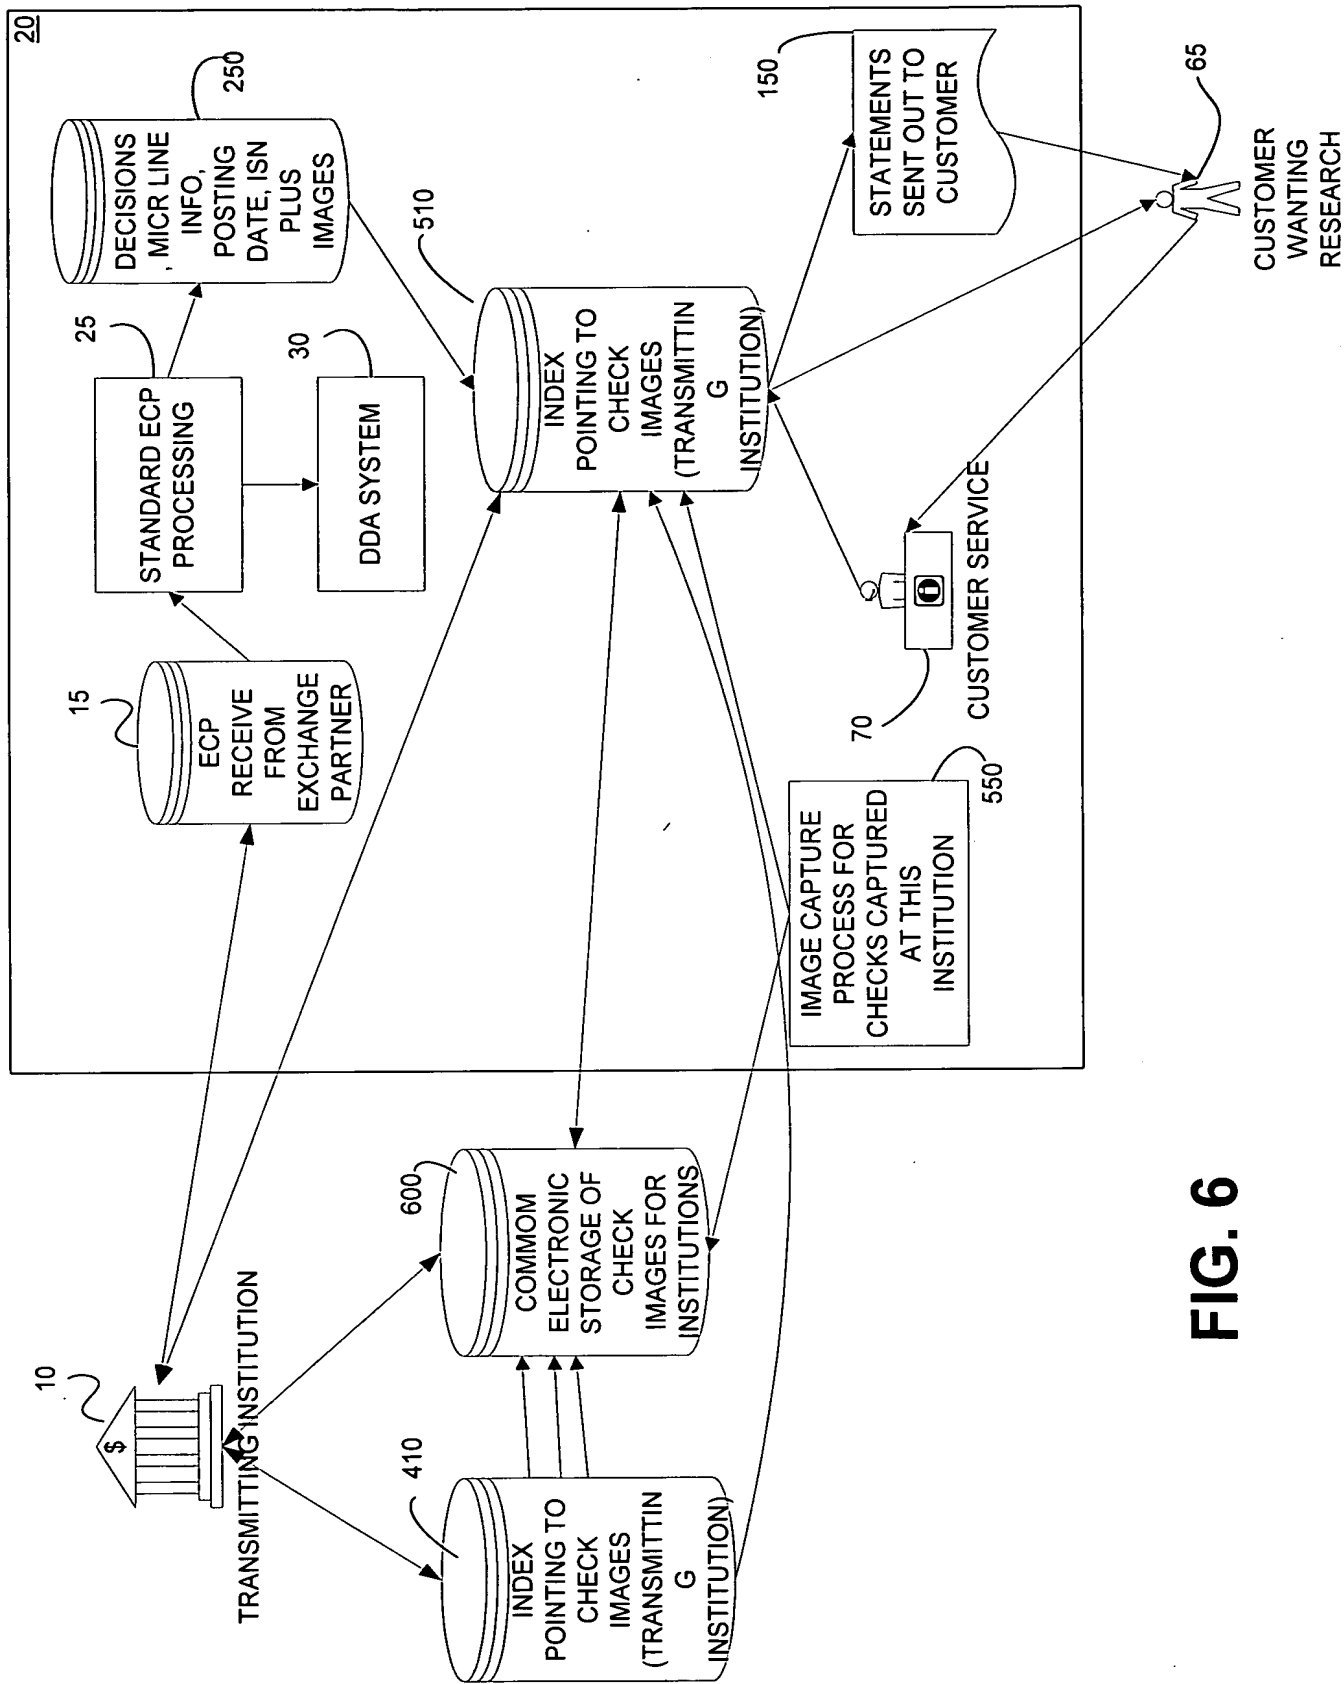 20
10
TRANSMITTING INSTITUTION
15
ECP
RECEIVE
FROM
EXCHANGE
PARTNER
25
STANDARD ECP
PROCESSING
30
DDA SYSTEM
250
DECISIONS
, MICR LINE
INFO,
POSTING
DATE, ISN
PLUS
IMAGES
410
INDEX
POINTING TO
CHECK
IMAGES
(TRANSMITTIN
G
INSTITUTION)
600
COMMOM
ELECTRONIC
STORAGE OF
CHECK
IMAGES FOR
INSTITUTIONS
510
INDEX
POINTING TO
CHECK
IMAGES
(TRANSMITTIN
G
INSTITUTION)
IMAGE CAPTURE
PROCESS FOR
CHECKS CAPTURED
AT THIS
INSTITUTION
550
70
CUSTOMER SERVICE
150
STATEMENTS
SENT OUT TO
CUSTOMER
65
CUSTOMER
WANTING
RESEARCH
$
i
FIG. 6